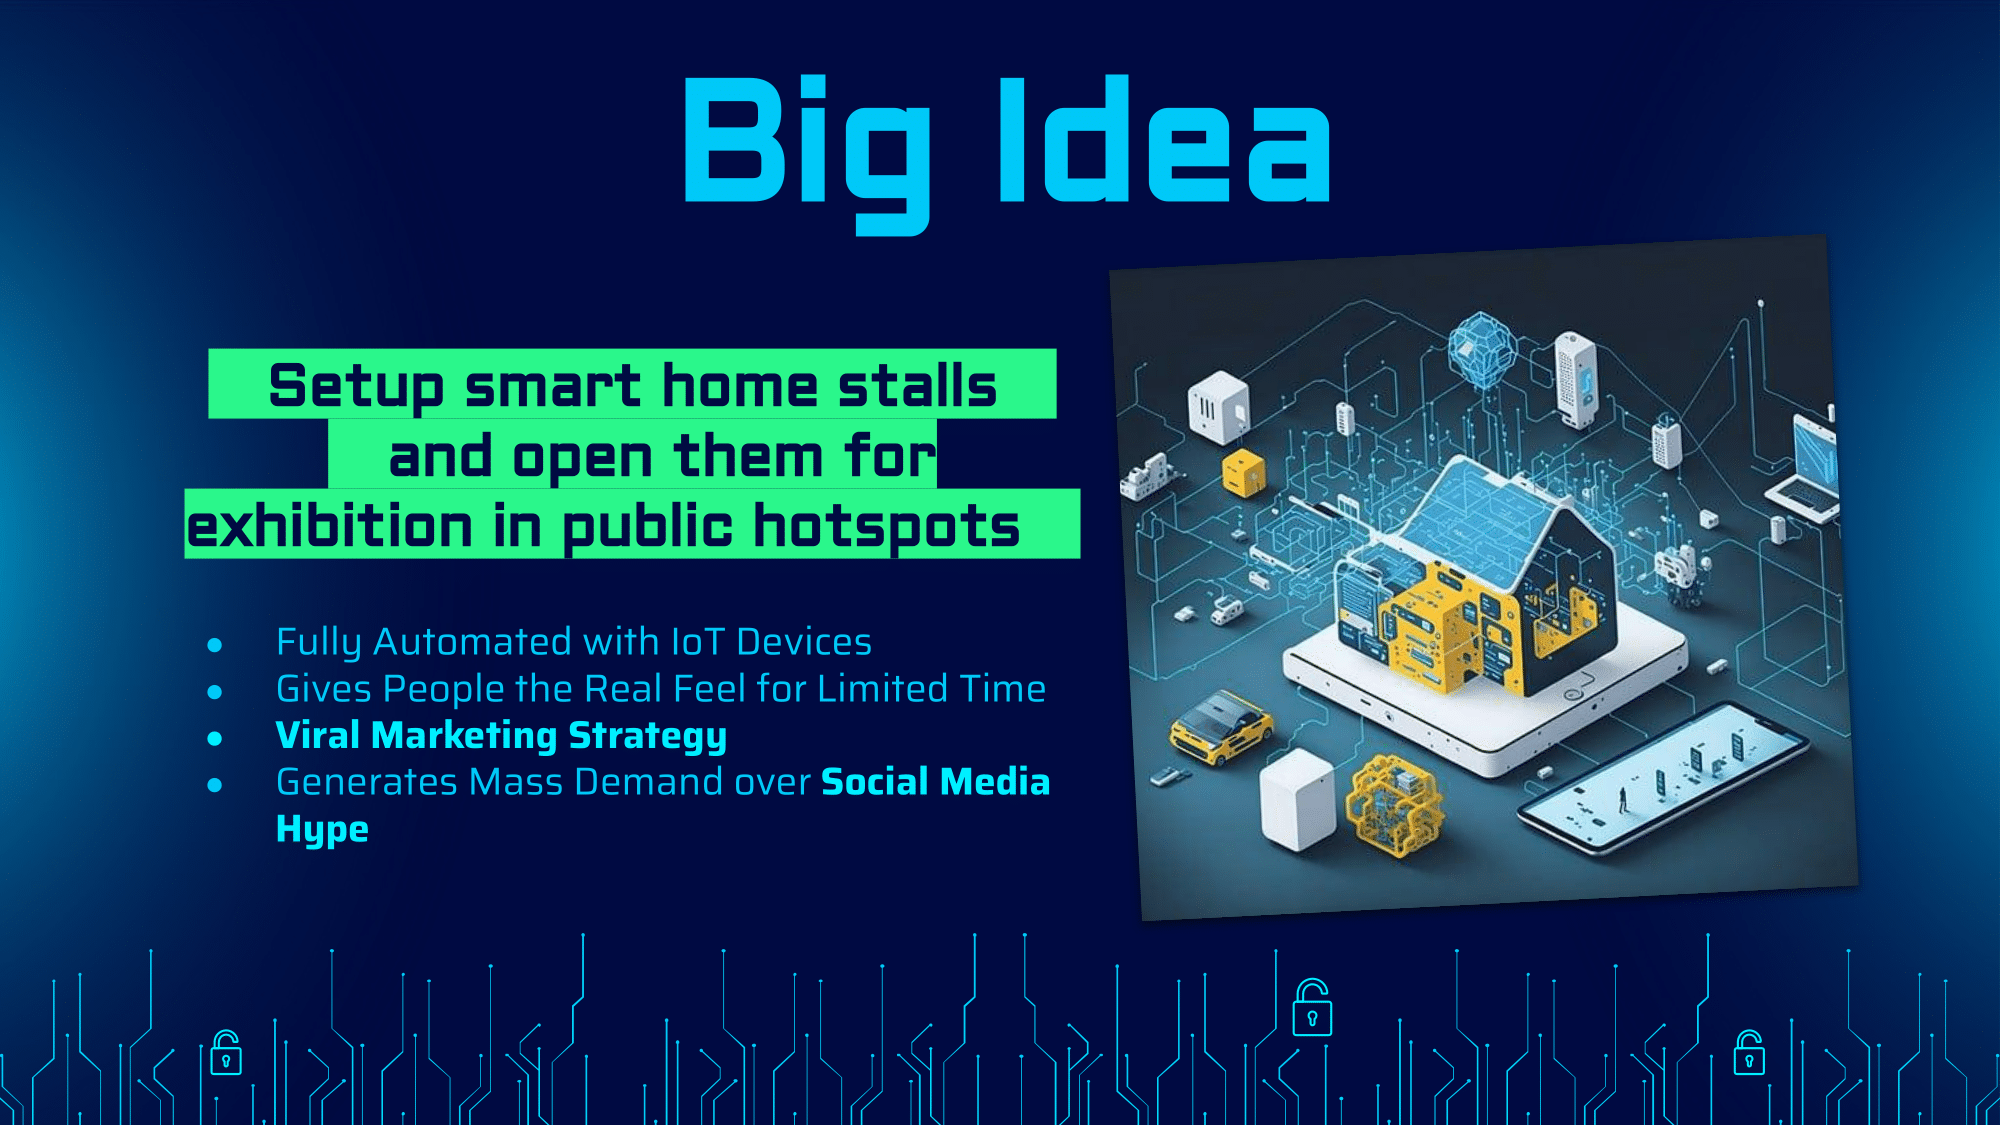 Big Idea
Setup smart home stalls
and open them for
exhibition in public hotspots
● Fully Automated with IoT Devices
● Gives People the Real Feel for Limited Time
● Viral Marketing Strategy
● Generates Mass Demand over Social Media
Hype